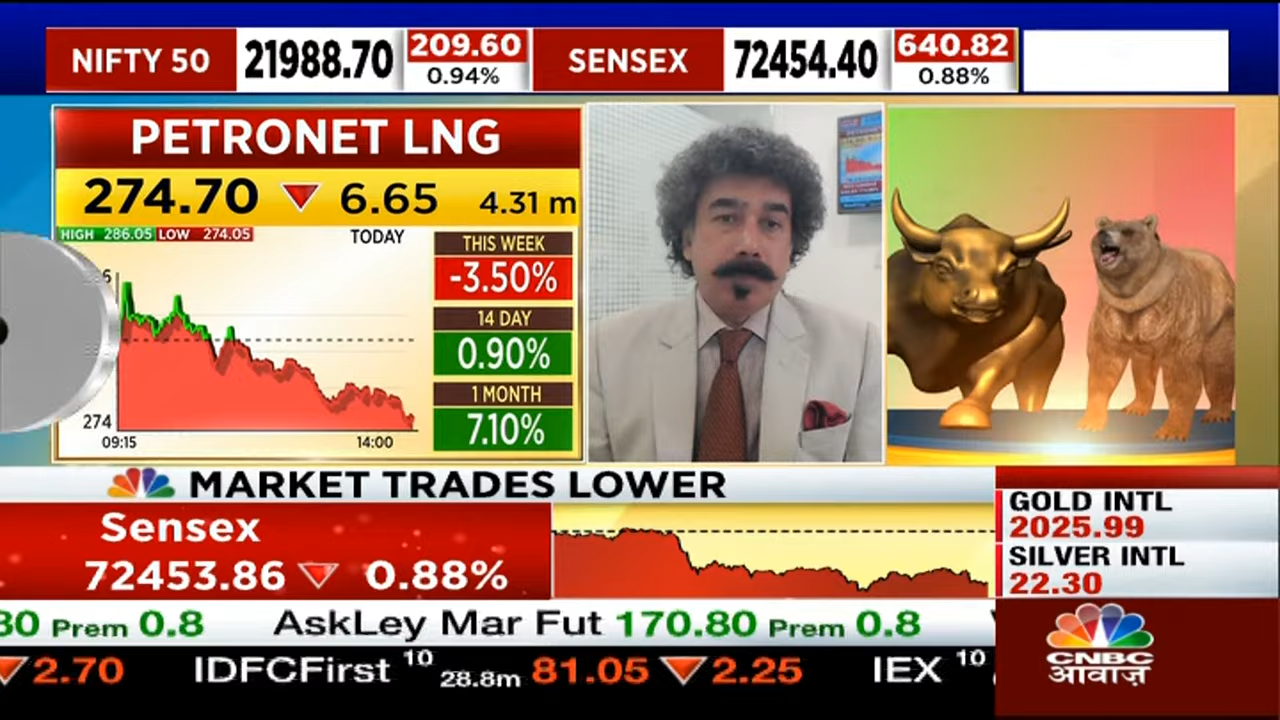 NIFTY 50 21988.70 209.60 0.94% SENSEX 72454.40 640.82 0.88%
PETRONET LNG
274.70 6.65 4.31 m
HIGH 286.05 LOW 274.05 TODAY
THIS WEEK
-3.50%
14 DAY
0.90%
1 MONTH
7.10%
274
09:15 14:00
MARKET TRADES LOWER
Sensex
72453.86 0.88%
GOLD INTL
2025.99
SILVER INTL
22.30
80 Prem 0.8 AskLey Mar Fut 170.80 Prem 0.8
2.70 IDFCFirst 10 28.8m 81.05 2.25 IEX 10
CNBC
आवाज़